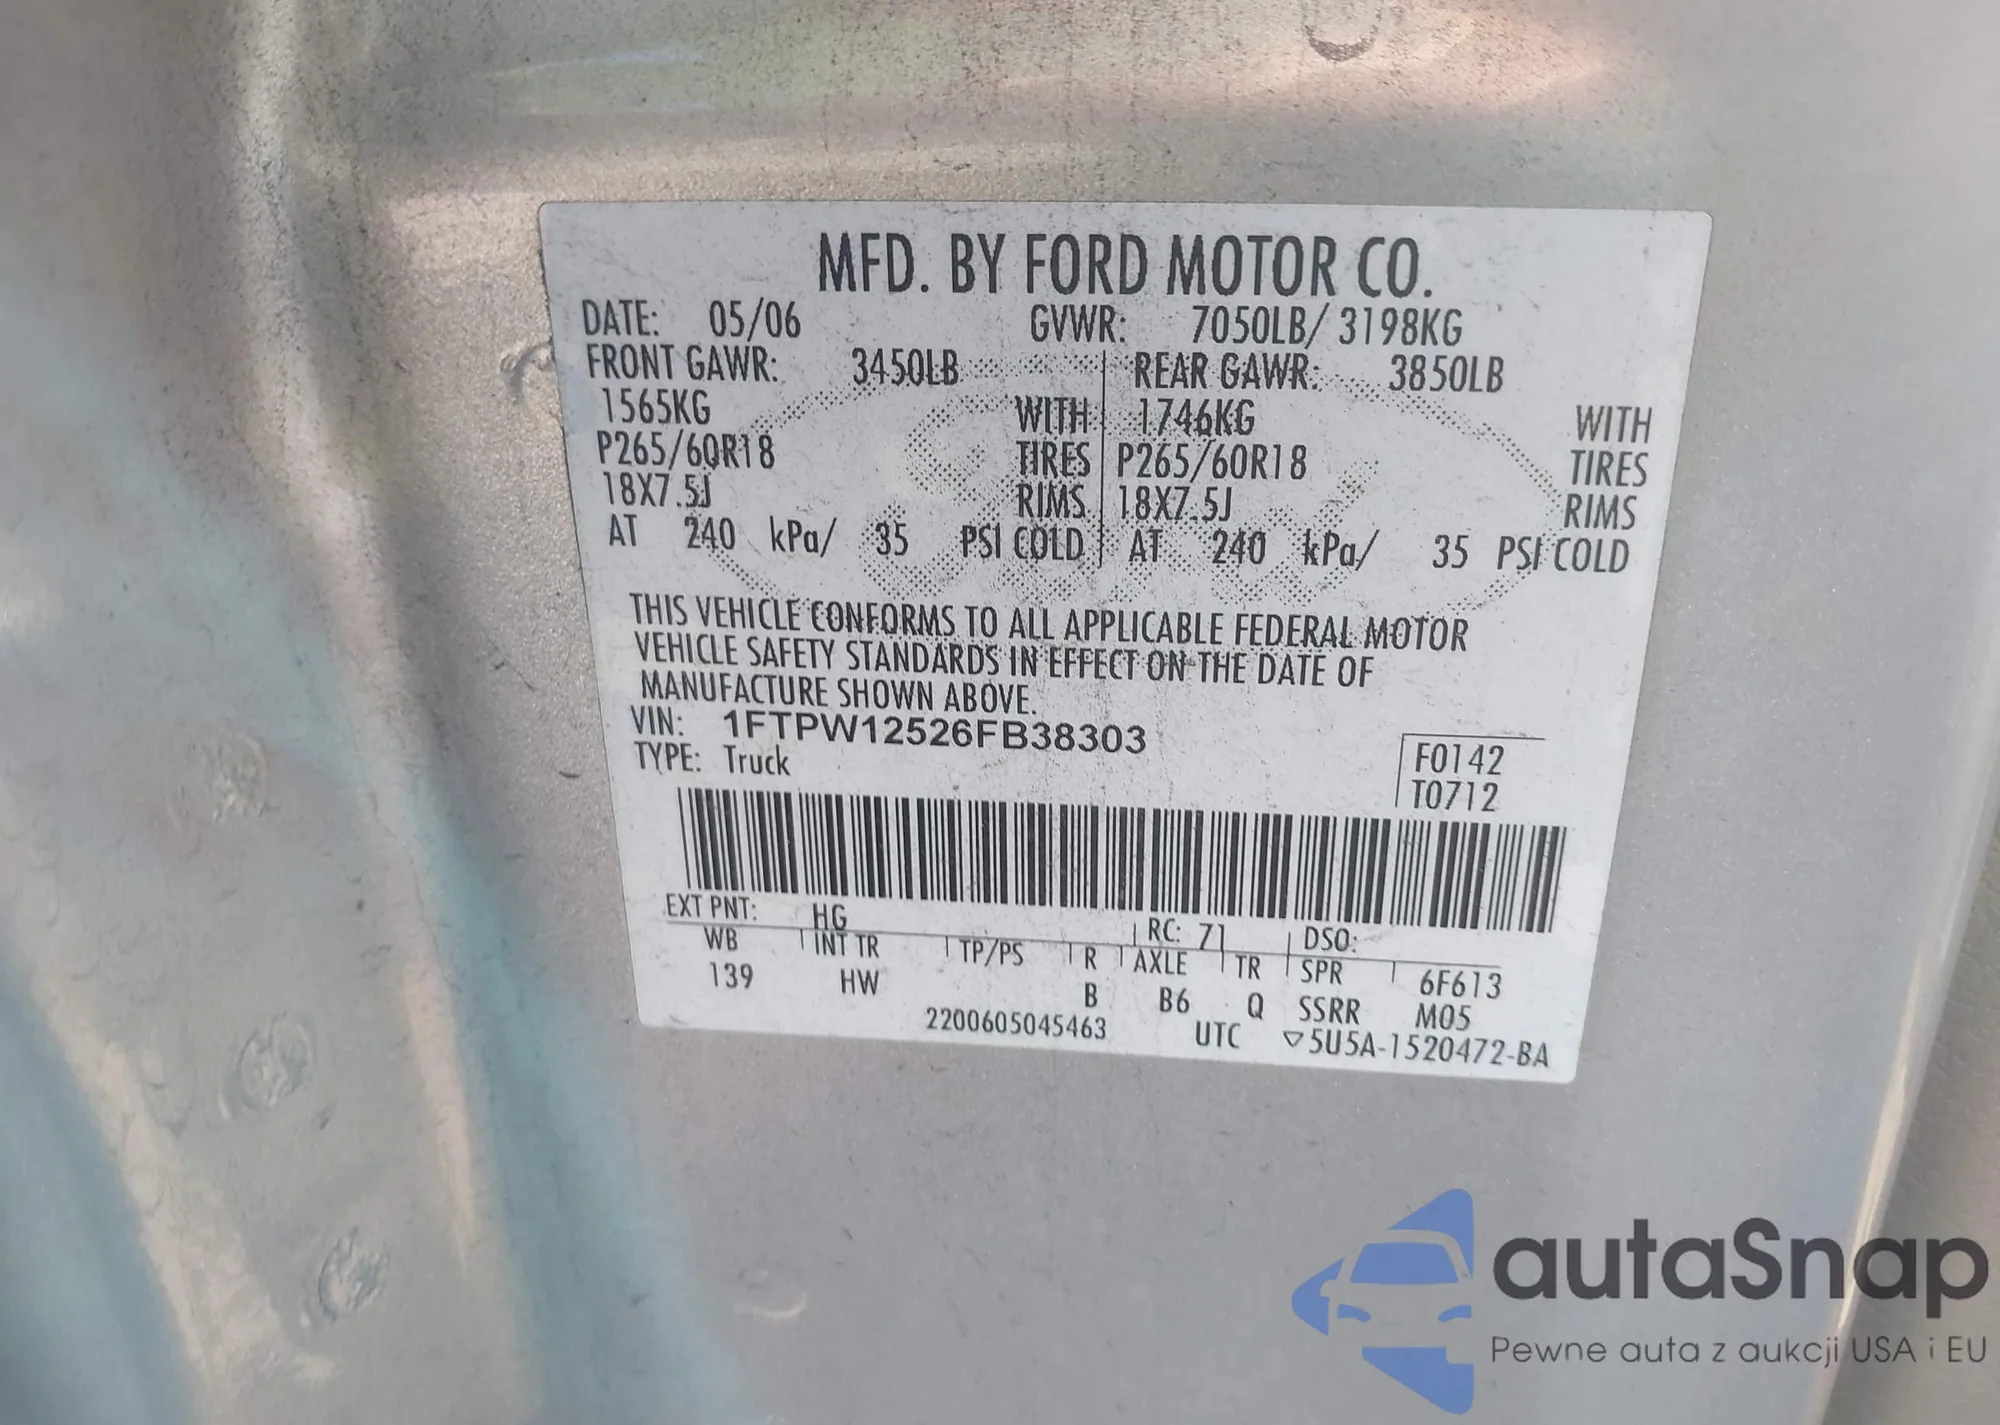 MFD. BY FORD MOTOR CO.
DATE: 05/06 GVWR: 7050LB/ 3198KG
FRONT GAWR: 3450LB REAR GAWR: 3850LB
1565KG WITH 1746KG WITH
P265/60R18 TIRES P265/60R18 TIRES
18X7.5J RIMS 18X7.5J RIMS
AT 240 kPa/ 35 PSI COLD AT 240 kPa/ 35 PSI COLD
THIS VEHICLE CONFORMS TO ALL APPLICABLE FEDERAL MOTOR
VEHICLE SAFETY STANDARDS IN EFFECT ON THE DATE OF
MANUFACTURE SHOWN ABOVE.
VIN: 1FTPW12526FB38303
TYPE: Truck F0142
T0712
EXT PNT: HG RC: 71 DSO:
WB INT TR TP/PS R AXLE TR SPR 6F613
139 HW B B6 Q SSRR M05
2200605045463 UTC ▽5U5A-1520472-BA
autaSnap
Pewne auta z aukcji USA i EU